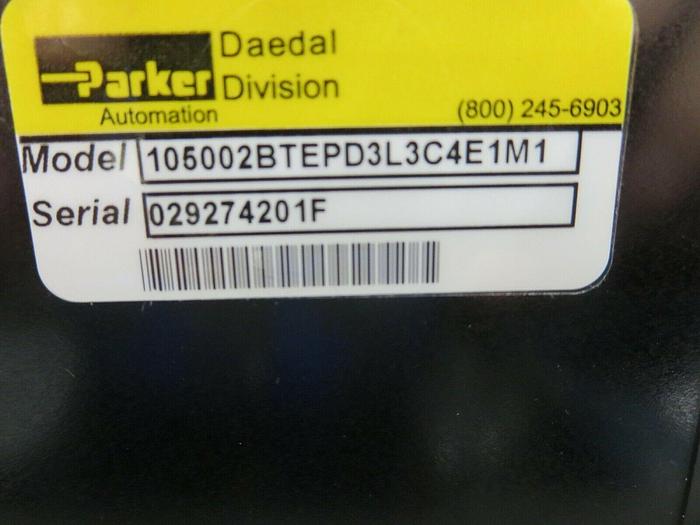 Parker Daedal
Division
Automation (800) 245-6903
Model 105002BTEPD3L3C4E1M1
Serial 029274201F